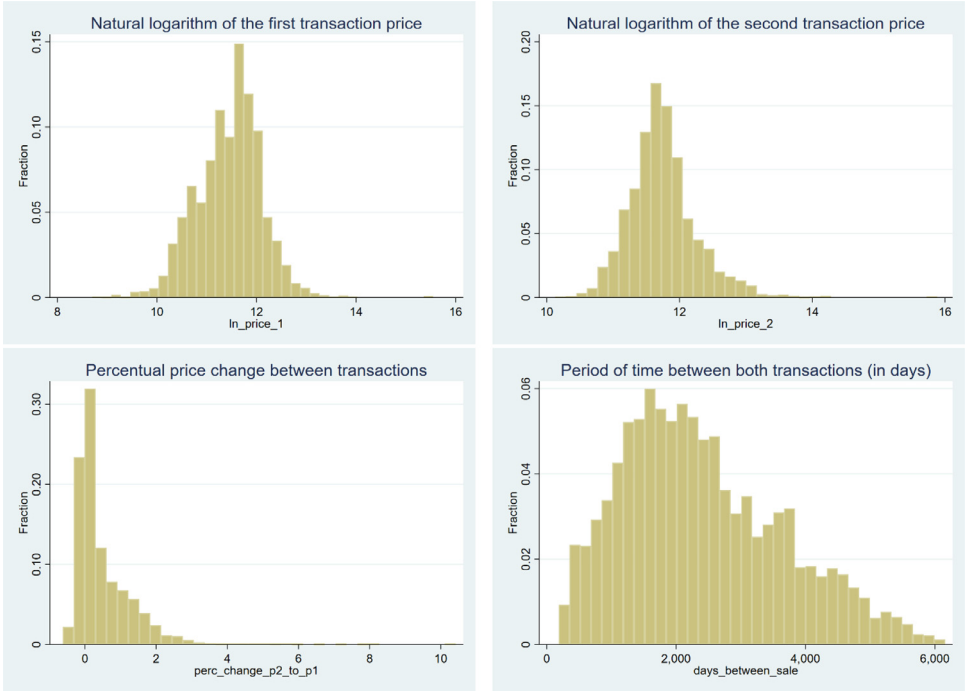 Natural logarithm of the first transaction price
Fraction
0.15
0.10
0.05
0
8 10 12 14 16
ln_price_1
Natural logarithm of the second transaction price
Fraction
0.20
0.15
0.10
0.05
0
10 12 14 16
ln_price_2
Percentual price change between transactions
Fraction
0.30
0.20
0.10
0
0 2 4 6 8 10
perc_change_p2_to_p1
Period of time between both transactions (in days)
Fraction
0.06
0.04
0.02
0
0 2,000 4,000 6,000
days_between_sale